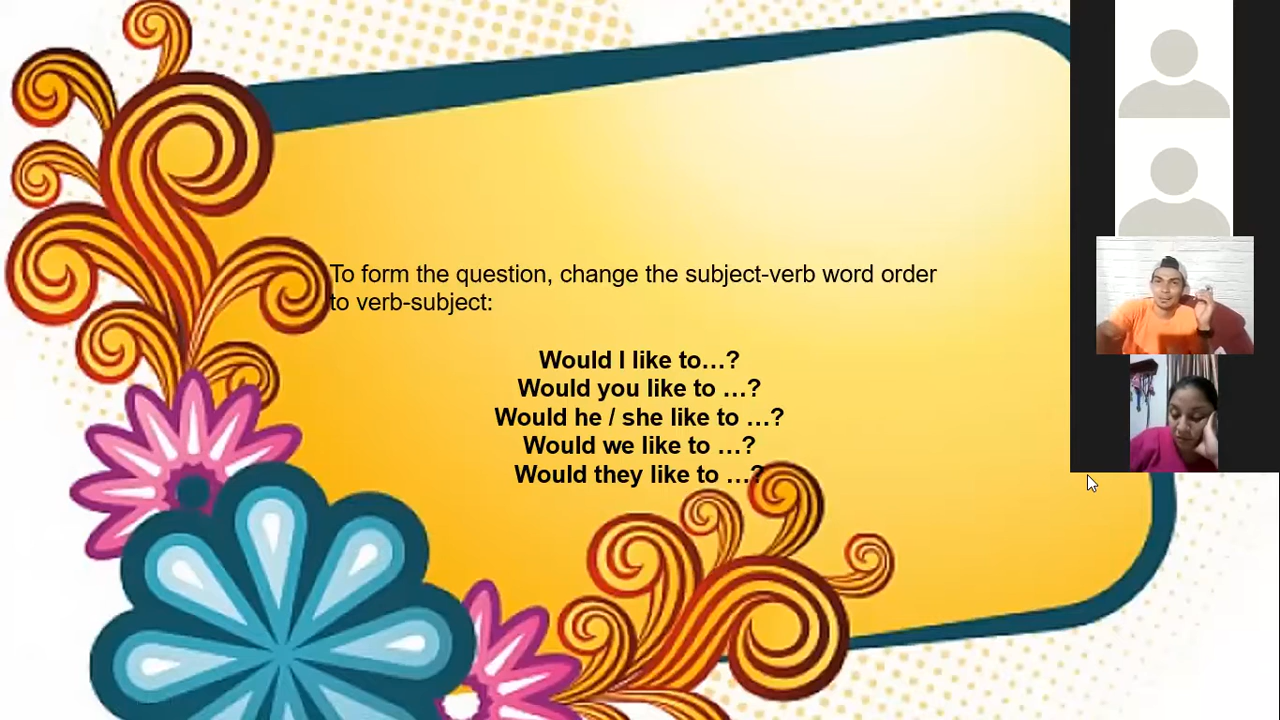 To form the question, change the subject-verb word order
to verb-subject:
Would I like to…?
Would you like to …?
Would he / she like to …?
Would we like to …?
Would they like to …?